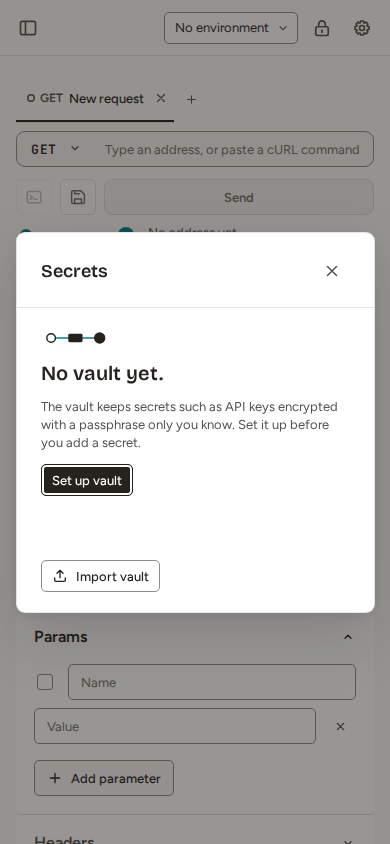 No environment
GET New request
GET
Type an address, or paste a cURL command
Send
No address yet
Secrets
No vault yet.
The vault keeps secrets such as API keys encrypted
with a passphrase only you know. Set it up before
you add a secret.
Set up vault
Import vault
Params
Name
Value
Add parameter
Headers